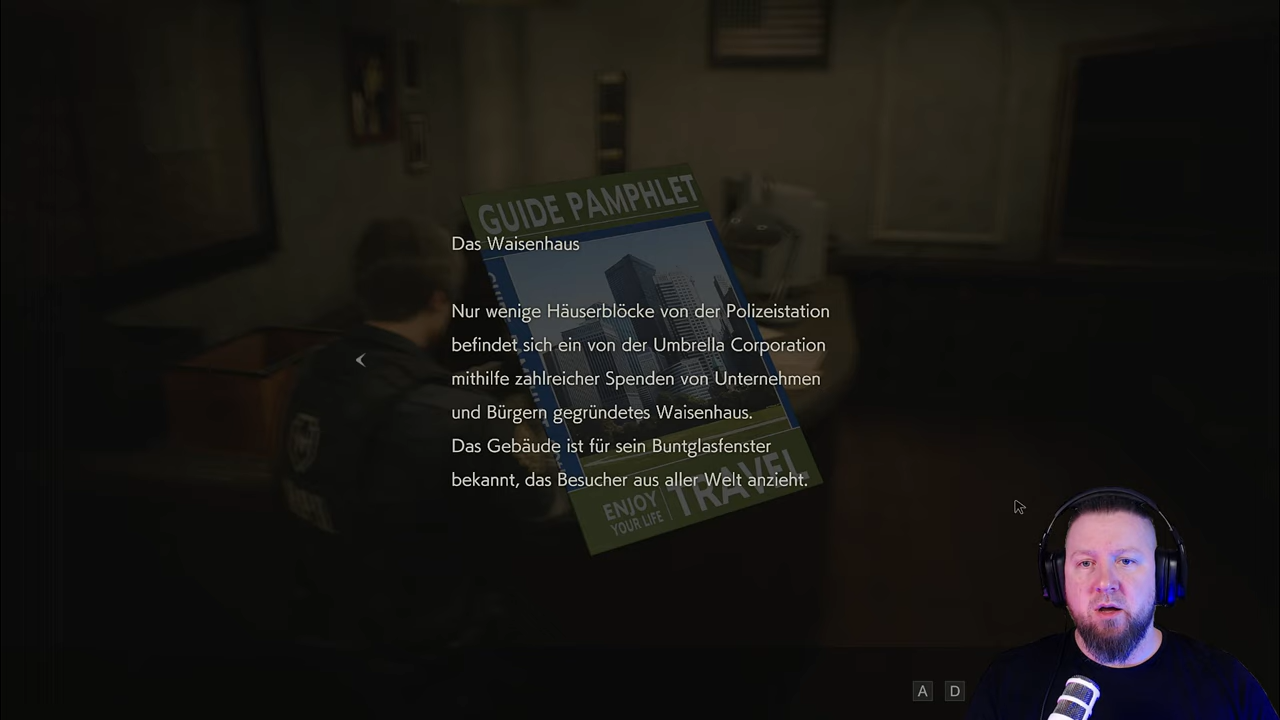 GUIDE PAMPHLET
Das Waisenhaus
Nur wenige Häuserblöcke von der Polizeistation
befindet sich ein von der Umbrella Corporation
mithilfe zahlreicher Spenden von Unternehmen
und Bürgern gegründetes Waisenhaus.
Das Gebäude ist für sein Buntglasfenster
bekannt, das Besucher aus aller Welt anzieht.
ENJOY
YOUR LIFE
TRAVEL
A D